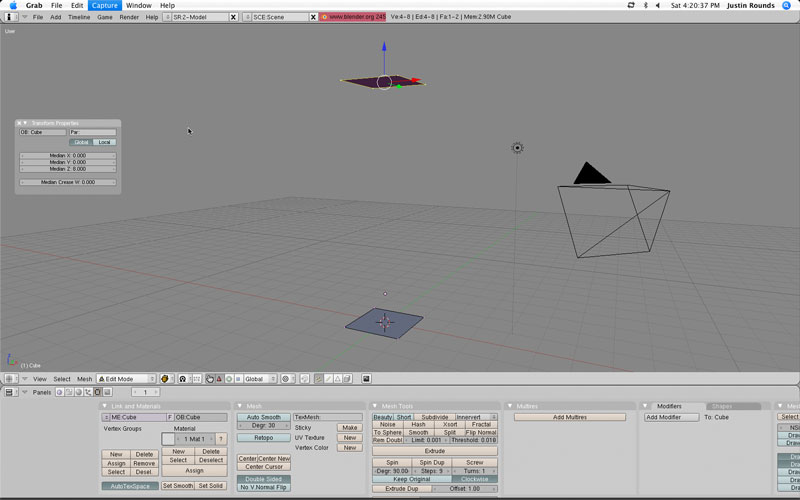 Grab File Edit Capture Window Help Sat 4:20:37 PM Justin Rounds
File Add Timeline Game Render Help SR:2-Model SCE:Scene www.blender.org 245 Ve:4-8 | Ed:4-8 | Fa:1-2 | Mem:2.90M Cube
User
Transform Properties
OB: Cube Par:
Global Local
Median X: 0.000
Median Y: 0.000
Median Z: 8.000
Median Crease W: 0.000
(1) Cube
View Select Mesh Edit Mode Global
Panels 1
Link and Materials Mesh Mesh Tools Multires Modifiers Shapes Mes
ME:Cube F OB:Cube Auto Smooth TexMesh: Beauty Short Subdivide Innervert Add Multires Add Modifier To: Cube
Vertex Groups Material Degr: 30 Sticky Make Noise Hash Xsort Fractal
1 Mat 1 ? Retopo UV Texture New To Sphere Smooth Split Flip Normal
Vertex Color New Rem Doubl Limit: 0.001 Threshold: 0.018
New New Delete Extrude
Assign Remove Select Deselect Center Center New Spin Spin Dup Screw
Select Desel. Assign Center Cursor Degr: 90.00 Steps: 9 Turns: 1
Double Sided Keep Original Clockwise
AutoTexSpace Set Smooth Set Solid No V.Normal Flip Extrude Dup Offset: 1.00